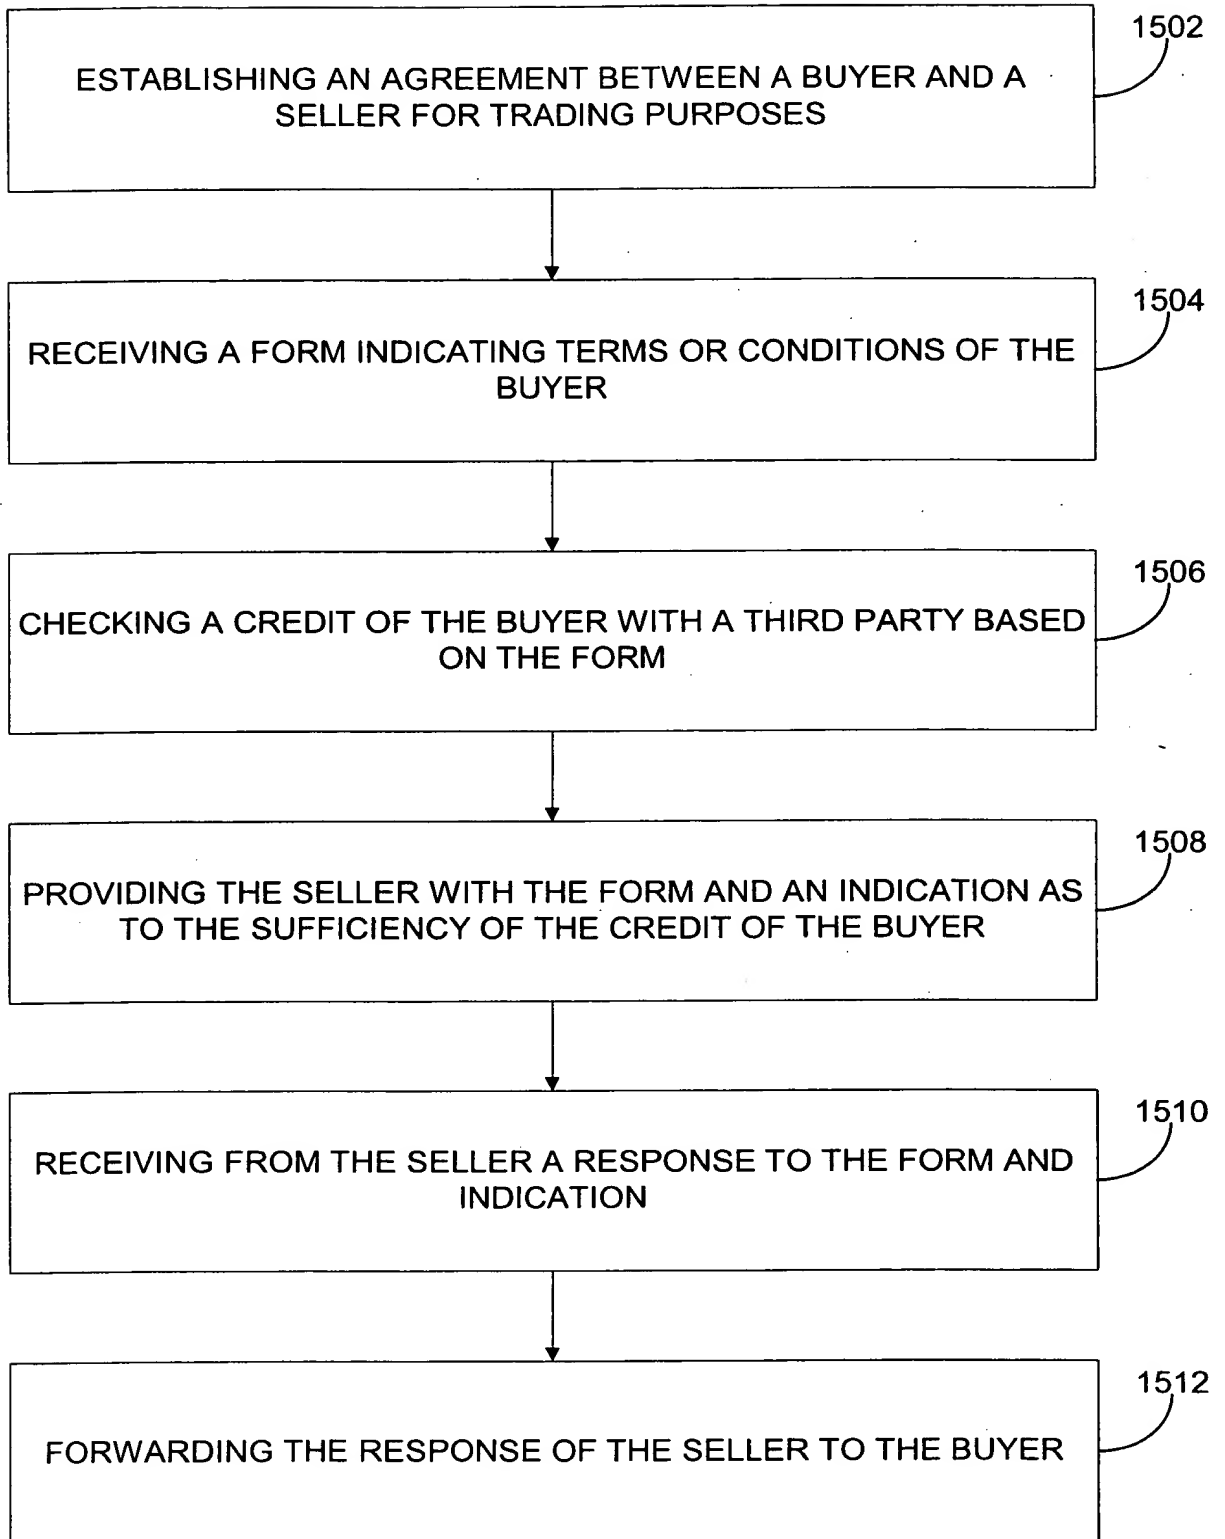 1502
ESTABLISHING AN AGREEMENT BETWEEN A BUYER AND A
SELLER FOR TRADING PURPOSES
1504
RECEIVING A FORM INDICATING TERMS OR CONDITIONS OF THE
BUYER
1506
CHECKING A CREDIT OF THE BUYER WITH A THIRD PARTY BASED
ON THE FORM
1508
PROVIDING THE SELLER WITH THE FORM AND AN INDICATION AS
TO THE SUFFICIENCY OF THE CREDIT OF THE BUYER
1510
RECEIVING FROM THE SELLER A RESPONSE TO THE FORM AND
INDICATION
1512
FORWARDING THE RESPONSE OF THE SELLER TO THE BUYER